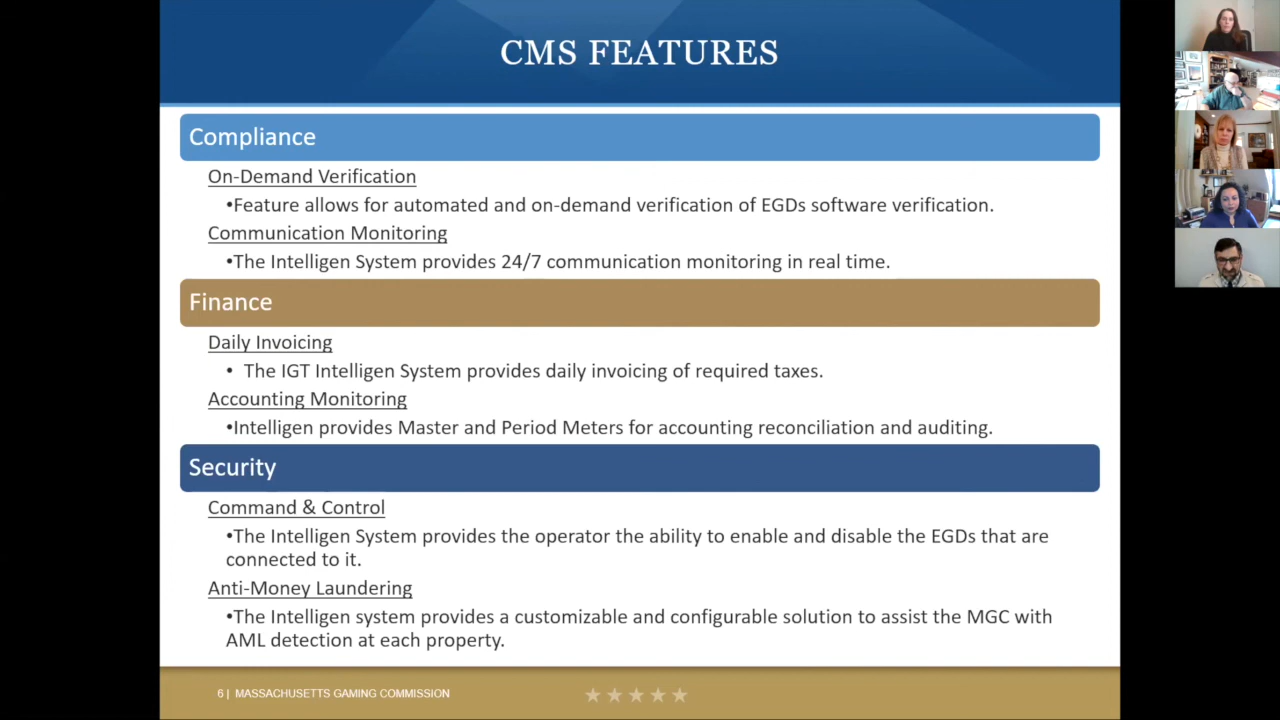 CMS FEATURES
Compliance
On-Demand Verification
•Feature allows for automated and on-demand verification of EGDs software verification.
Communication Monitoring
•The Intelligen System provides 24/7 communication monitoring in real time.
Finance
Daily Invoicing
• The IGT Intelligen System provides daily invoicing of required taxes.
Accounting Monitoring
•Intelligen provides Master and Period Meters for accounting reconciliation and auditing.
Security
Command & Control
•The Intelligen System provides the operator the ability to enable and disable the EGDs that are
connected to it.
Anti-Money Laundering
•The Intelligen system provides a customizable and configurable solution to assist the MGC with
AML detection at each property.
6 | MASSACHUSETTS GAMING COMMISSION